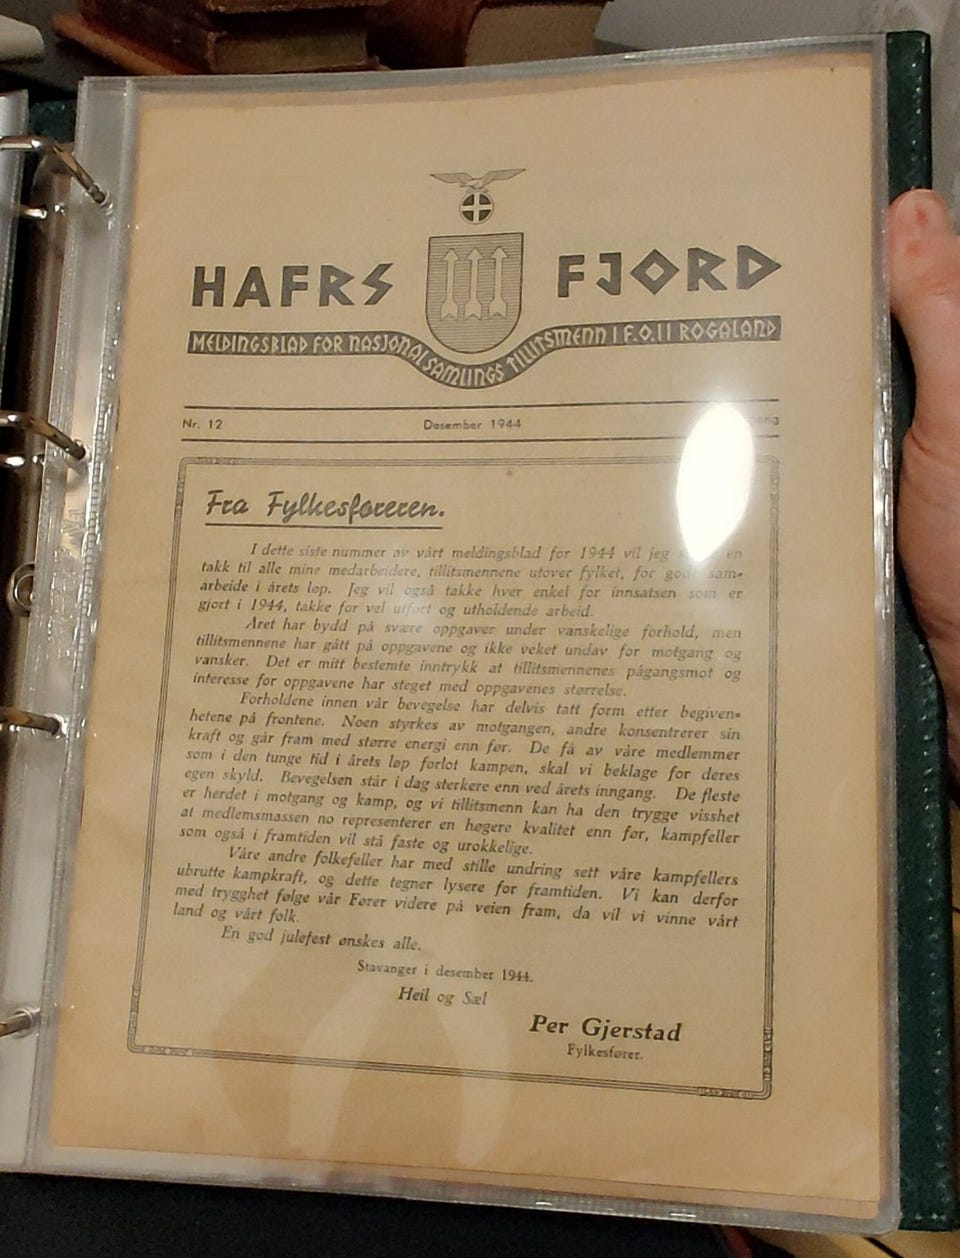 HAFRS FJORD
MELDINGSBLAD FOR NASJONAL SAMLINGS TILLITSMENN I F.O.11 ROGALAND
Nr. 12 Desember 1944
Fra Fylkesføreren.
I dette siste nummer av vårt meldingsblad for 1944 vil jeg en
takk til alle mine medarbeidere, tillitsmennene utover fylket, for godt sam-
arbeide i årets løp. Jeg vil også takke hver enkel for innsatsen som er
gjort i 1944, takke for vel utført og utholdende arbeid.
Året har bydd på svære oppgaver under vanskelige forhold, men
tillitsmennene har gått på oppgavene og ikke veket undav for motgang og
vansker. Det er mitt bestemte inntrykk at tillitsmennenes pågangsmot og
interesse for oppgavene har steget med oppgavenes størrelse.
Forholdene innen vår bevegelse har delvis tatt form etter begiven-
hetene på frontene. Noen styrkes av motgangen, andre konsentrerer sin
kraft og går fram med større energi enn før. De få av våre medlemmer
som i den tunge tid i årets løp forlot kampen, skal vi beklage for deres
egen skyld. Bevegelsen står i dag sterkere enn ved årets inngang. De fleste
er herdet i motgang og kamp, og vi tillitsmenn kan ha den trygge visshet
at medlemsmassen no representerer en høgere kvalitet enn før, kampfeller
som også i framtiden vil stå faste og urokkelige.
Våre andre folkefeller har med stille undring sett våre kampfellers
ubrutte kampkraft, og dette tegner lysere for framtiden. Vi kan derfor
med trygghet følge vår Fører videre på veien fram, da vil vi vinne vårt
land og vårt folk.
En god julefest ønskes alle.
Stavanger i desember 1944.
Heil og Sæl
Per Gjerstad
Fylkesfører.